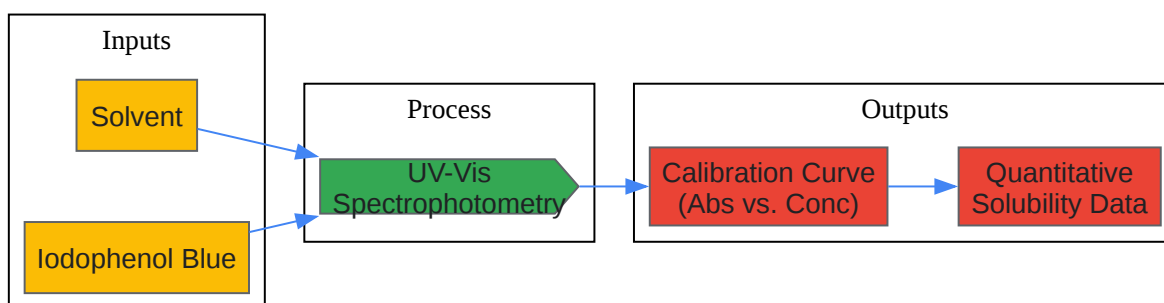 Inputs
Solvent
Iodophenol Blue
Process
UV-Vis
Spectrophotometry
Outputs
Calibration Curve
(Abs vs. Conc)
Quantitative
Solubility Data